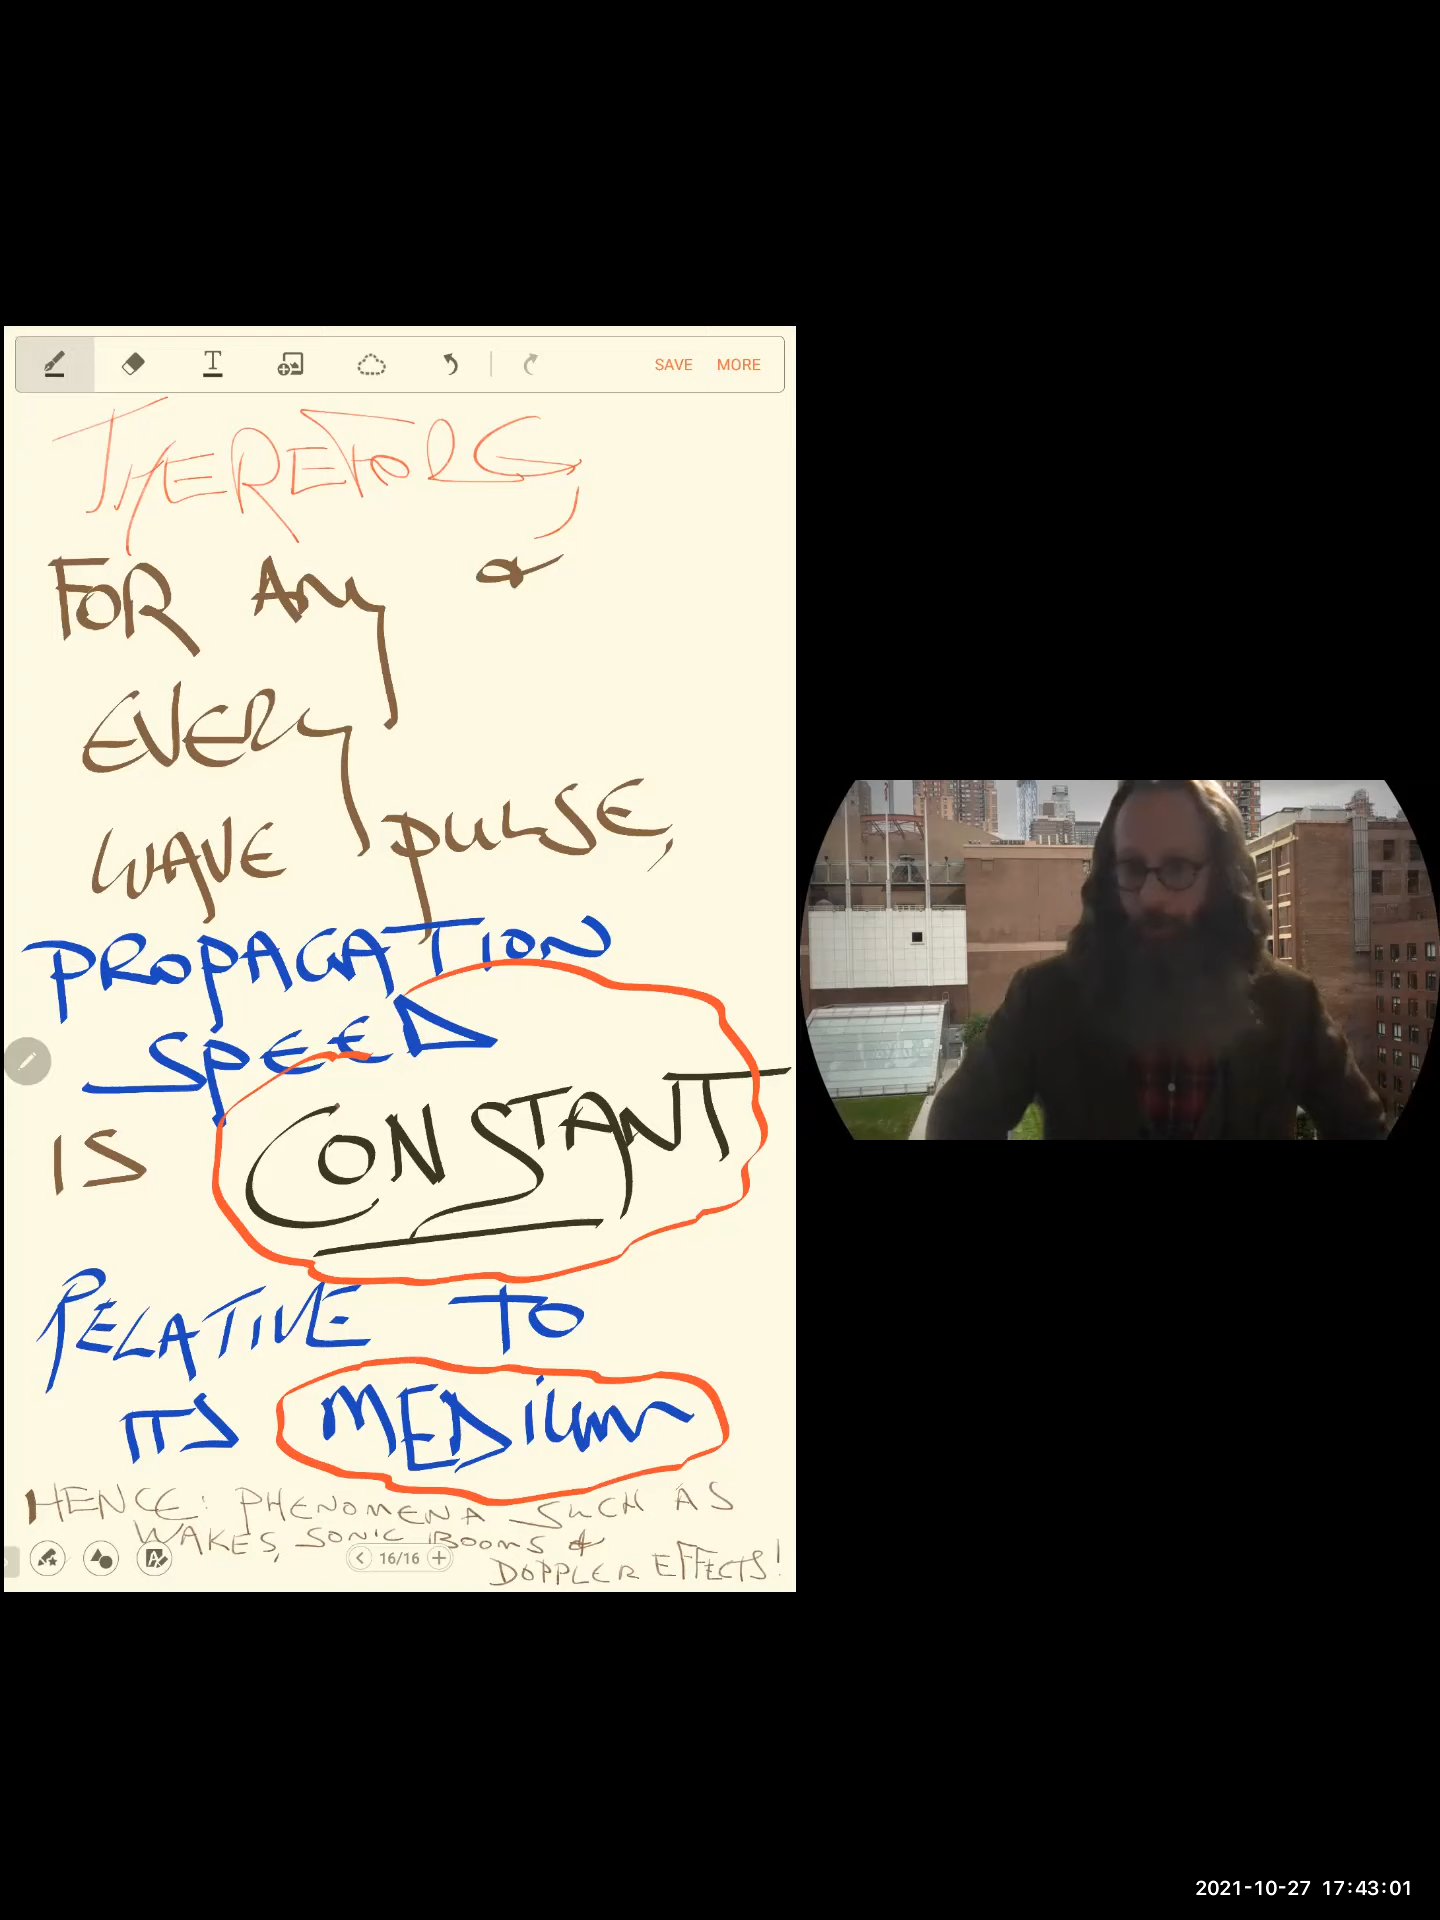 T
SAVE MORE
THEREFORE,
FOR ANY &
EVERY
WAVE PULSE,
PROPAGATION
SPEED
IS CONSTANT
RELATIVE TO
ITS MEDIUM
HENCE: PHENOMENA SUCH AS
WAKES, SONIC BOOMS &
DOPPLER EFFECTS!
A 16/16
2021-10-27 17:43:01